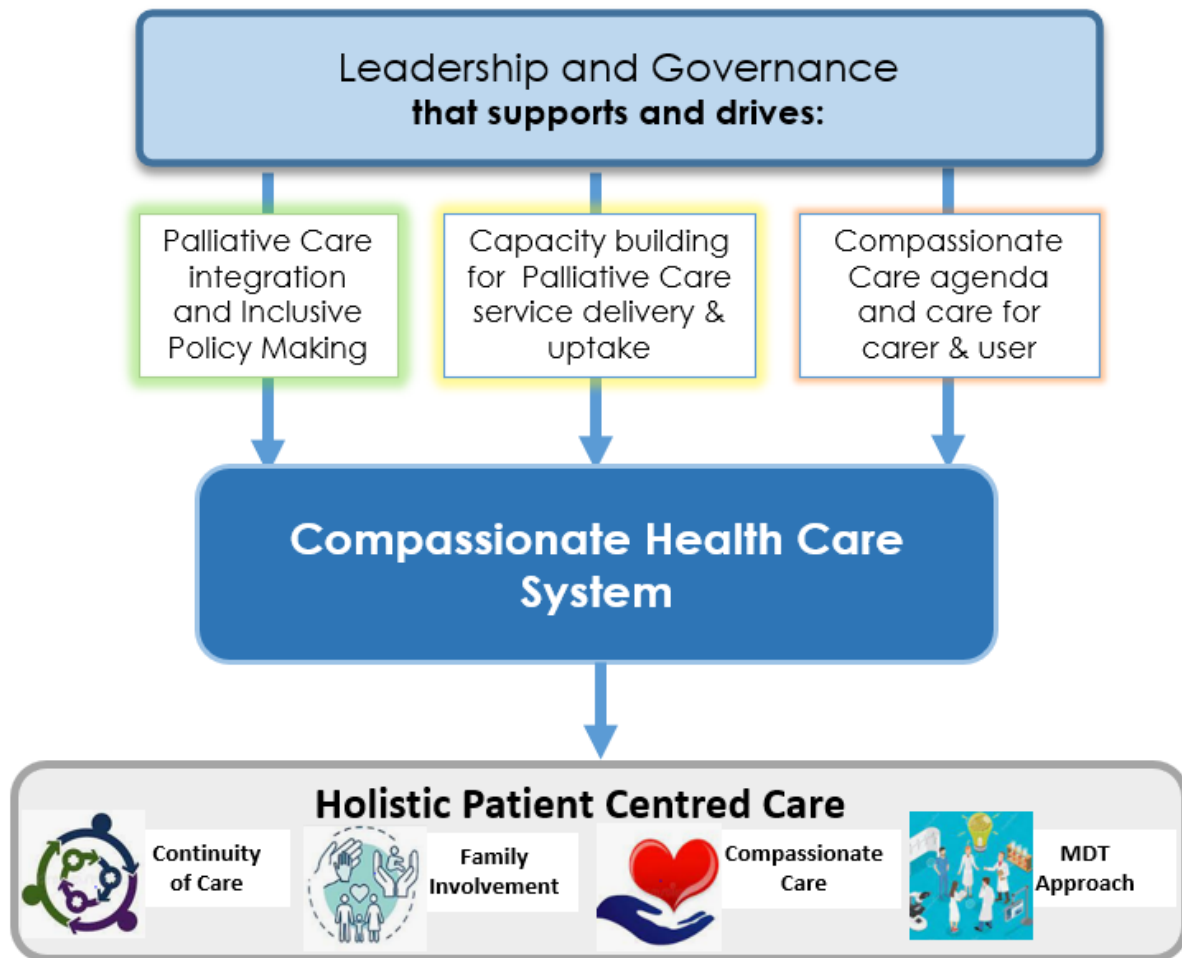 Leadership and Governance
that supports and drives:
Palliative Care
integration
and Inclusive
Policy Making
Capacity building
for Palliative Care
service delivery &
uptake
Compassionate
Care agenda
and care for
carer & user
Compassionate Health Care
System
Holistic Patient Centred Care
Continuity
of Care
Family
Involvement
Compassionate
Care
MDT
Approach